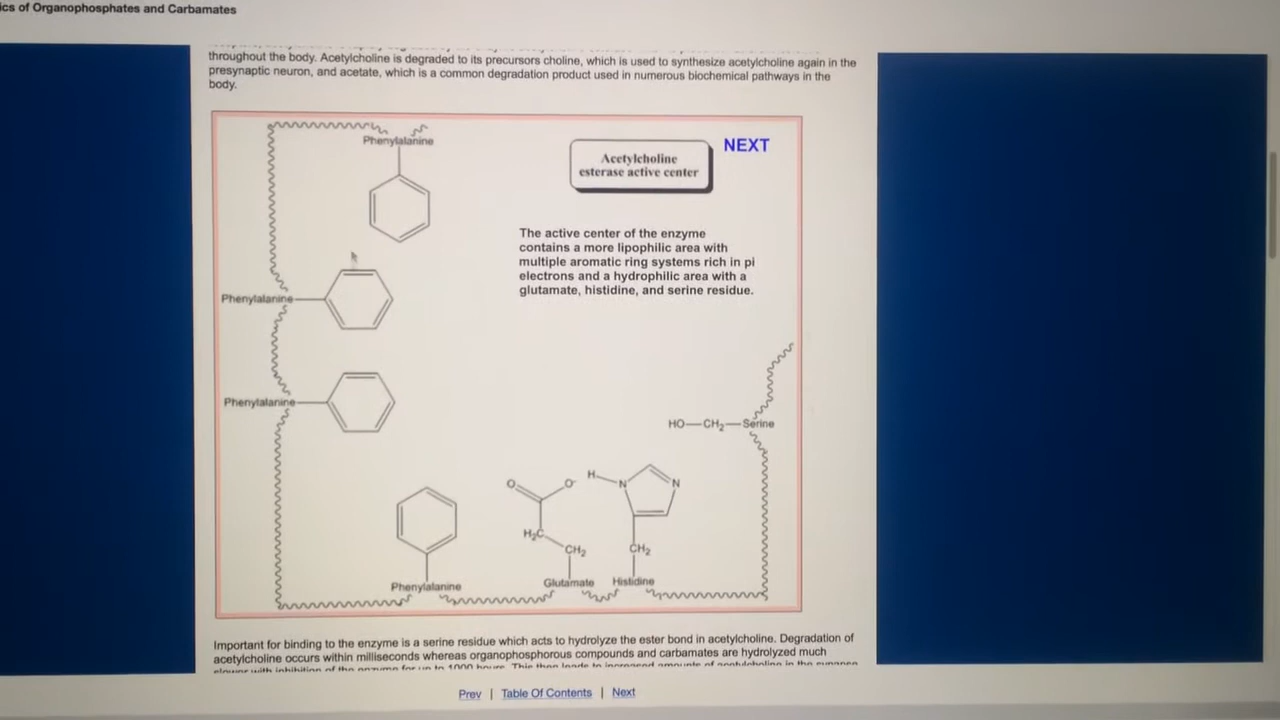 ics of Organophosphates and Carbamates
throughout the body. Acetylcholine is degraded to its precursors choline, which is used to synthesize acetylcholine again in the
presynaptic neuron, and acetate, which is a common degradation product used in numerous biochemical pathways in the
body.
Phenylalanine
Acetylcholine
esterase active center
NEXT
The active center of the enzyme
contains a more lipophilic area with
multiple aromatic ring systems rich in pi
electrons and a hydrophilic area with a
glutamate, histidine, and serine residue.
Phenylalanine
Phenylalanine
HO—CH2—Serine
O
O-
H
N
N
H2C
CH2
CH2
Phenylalanine
Glutamate
Histidine
Important for binding to the enzyme is a serine residue which acts to hydrolyze the ester bond in acetylcholine. Degradation of
acetylcholine occurs within milliseconds whereas organophosphorous compounds and carbamates are hydrolyzed much
Prev | Table Of Contents | Next